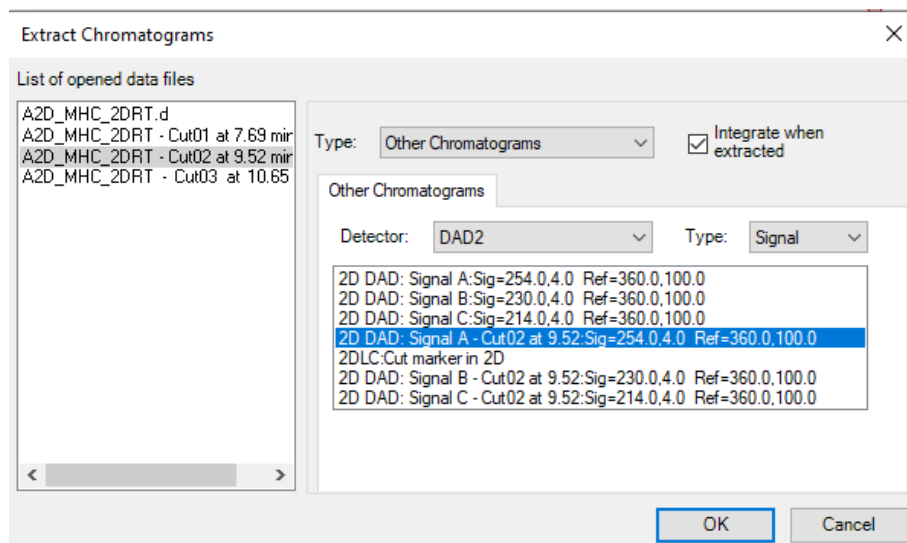 Extract Chromatograms
List of opened data files
A2D_MHC_2DRT.d
A2D_MHC_2DRT - Cut01 at 7.69 mir
A2D_MHC_2DRT - Cut02 at 9.52 mir
A2D_MHC_2DRT - Cut03 at 10.65
Type: Other Chromatograms
Integrate when
extracted
Other Chromatograms
Detector: DAD2 Type: Signal
2D DAD: Signal A:Sig=254.0,4.0 Ref=360.0,100.0
2D DAD: Signal B:Sig=230.0,4.0 Ref=360.0,100.0
2D DAD: Signal C:Sig=214.0,4.0 Ref=360.0,100.0
2D DAD: Signal A - Cut02 at 9.52:Sig=254.0,4.0 Ref=360.0,100.0
2DLC:Cut marker in 2D
2D DAD: Signal B - Cut02 at 9.52:Sig=230.0,4.0 Ref=360.0,100.0
2D DAD: Signal C - Cut02 at 9.52:Sig=214.0,4.0 Ref=360.0,100.0
OK Cancel